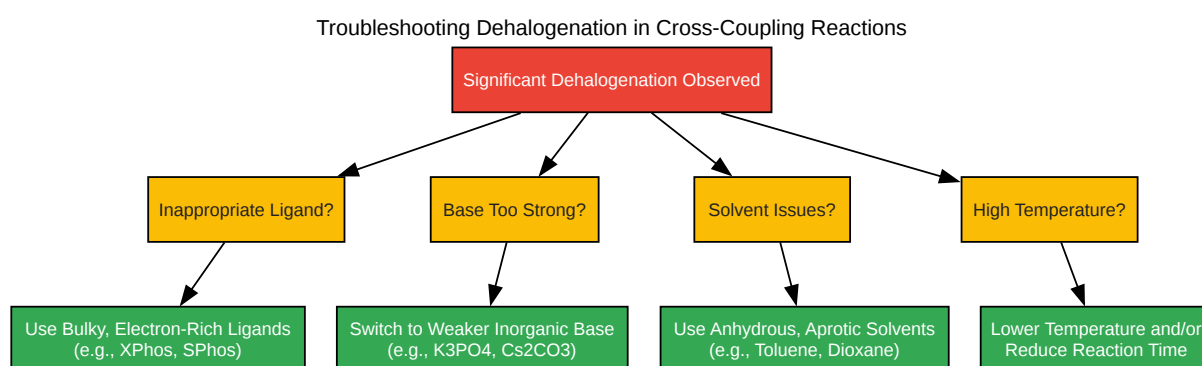 Troubleshooting Dehalogenation in Cross-Coupling Reactions
Significant Dehalogenation Observed
Inappropriate Ligand?
Base Too Strong?
Solvent Issues?
High Temperature?
Use Bulky, Electron-Rich Ligands
(e.g., XPhos, SPhos)
Switch to Weaker Inorganic Base
(e.g., K3PO4, Cs2CO3)
Use Anhydrous, Aprotic Solvents
(e.g., Toluene, Dioxane)
Lower Temperature and/or
Reduce Reaction Time